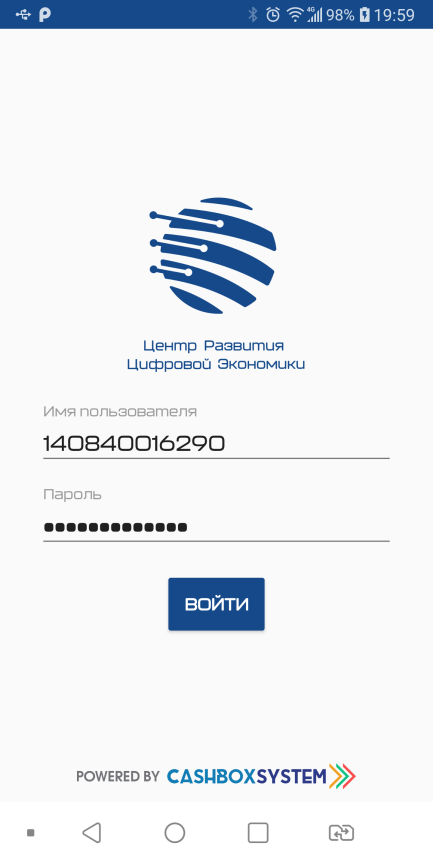 4G 98% 19:59
Центр Развития
Цифровой Экономики
Имя пользователя
140840016290
Пароль
•••••••••••••
ВОЙТИ
POWERED BY CASHBOXSYSTEM